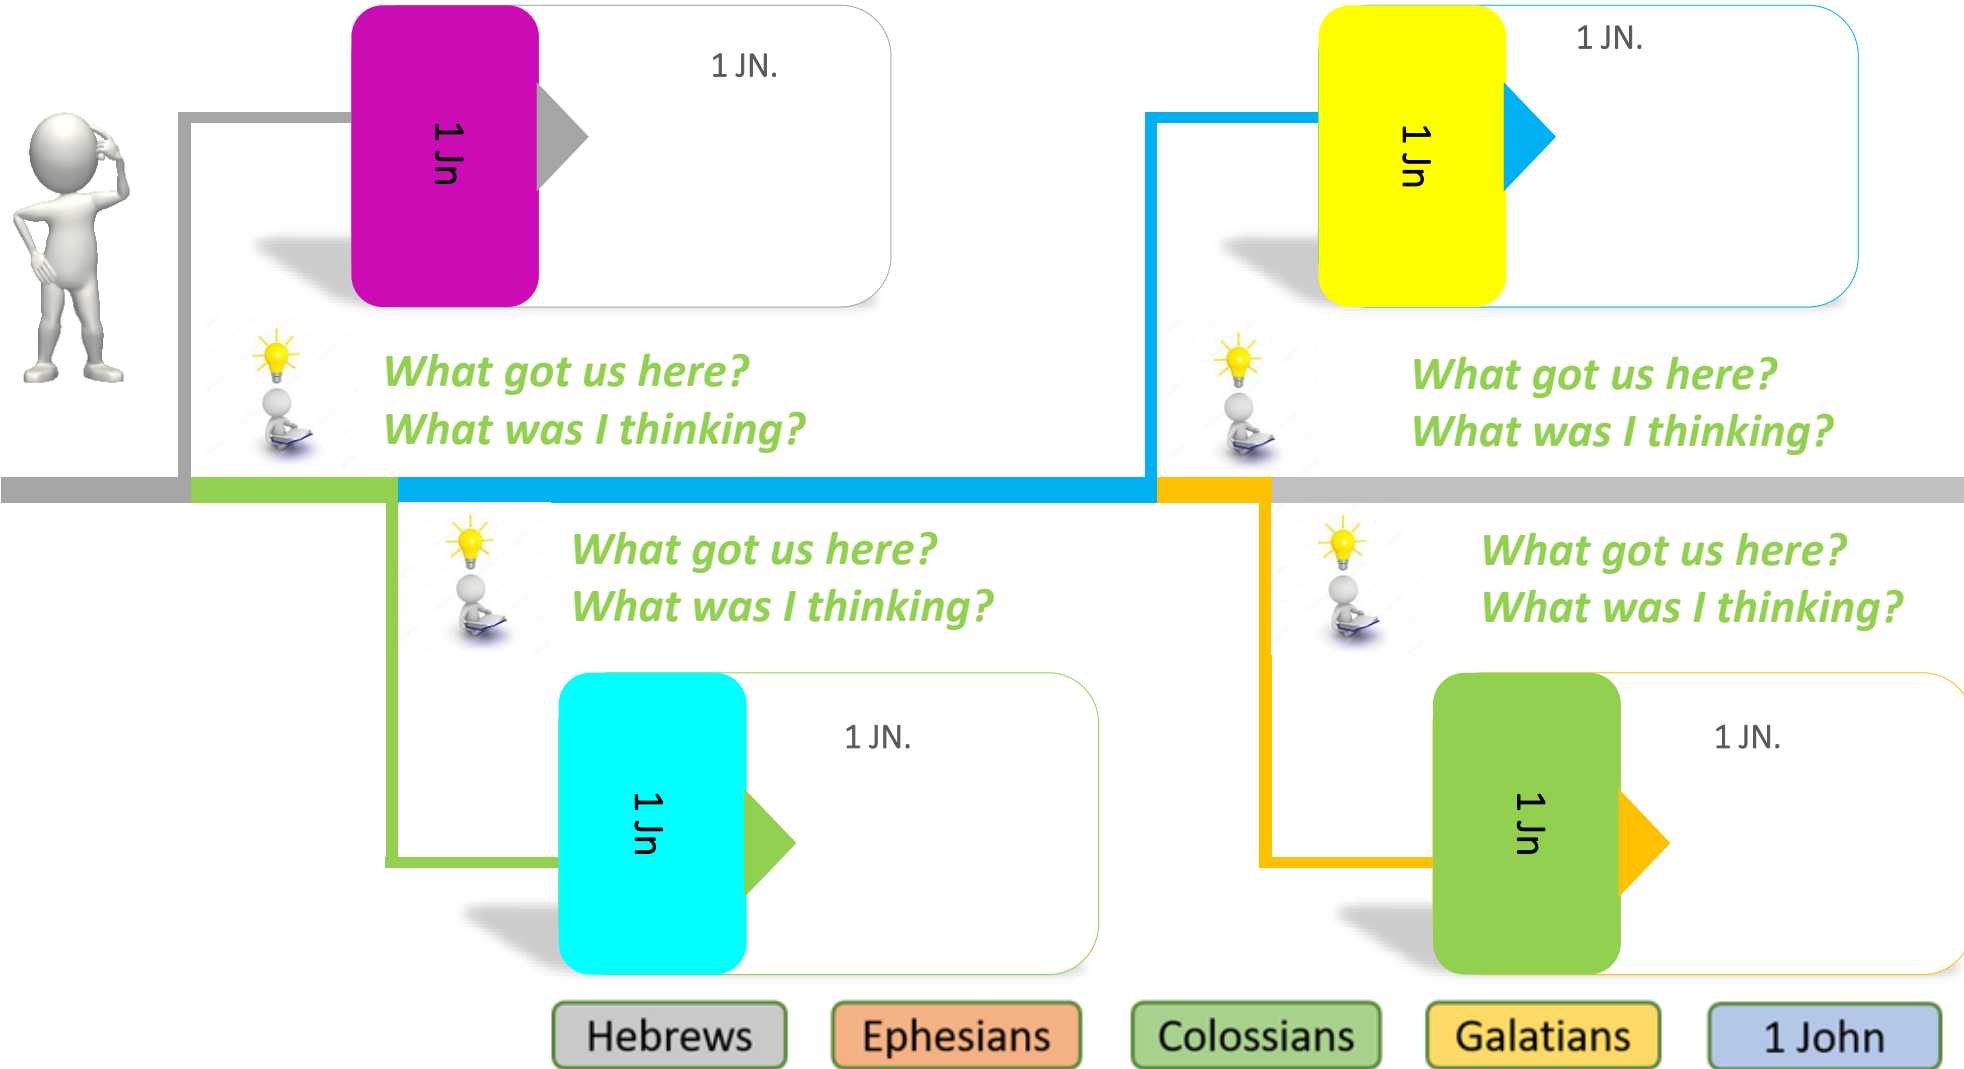 1 JN.
1 Jn
1 JN.
1 Jn
What got us here?
What was I thinking?
What got us here?
What was I thinking?
What got us here?
What was I thinking?
What got us here?
What was I thinking?
1 JN.
1 Jn
1 JN.
1 Jn
Hebrews
Ephesians
Colossians
Galatians
1 John